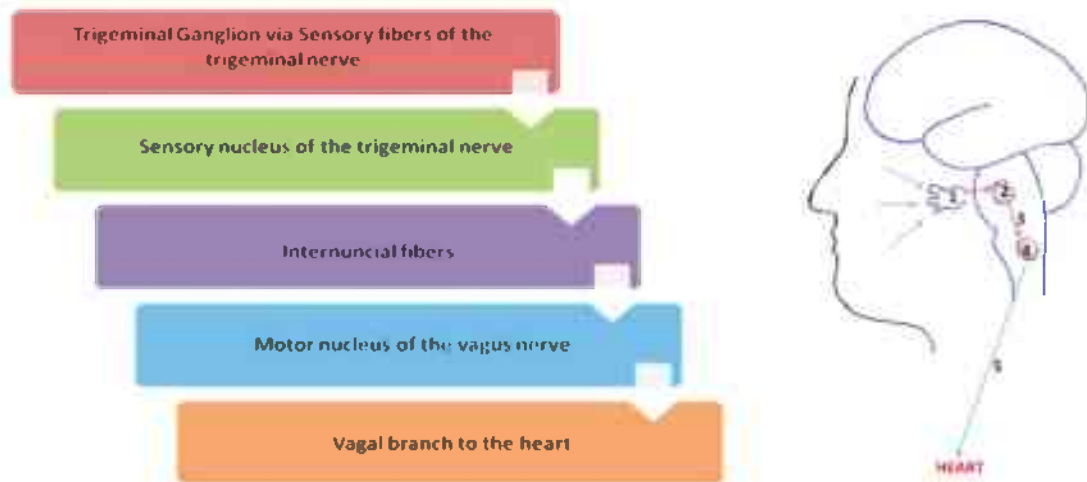 Trigeminal Ganglion via Sensory fibers of the
trigeminal nerve
Sensory nucleus of the trigeminal nerve
Internuncial fibers
Motor nucleus of the vagus nerve
Vagal branch to the heart
1
2
3
4
5
HEART